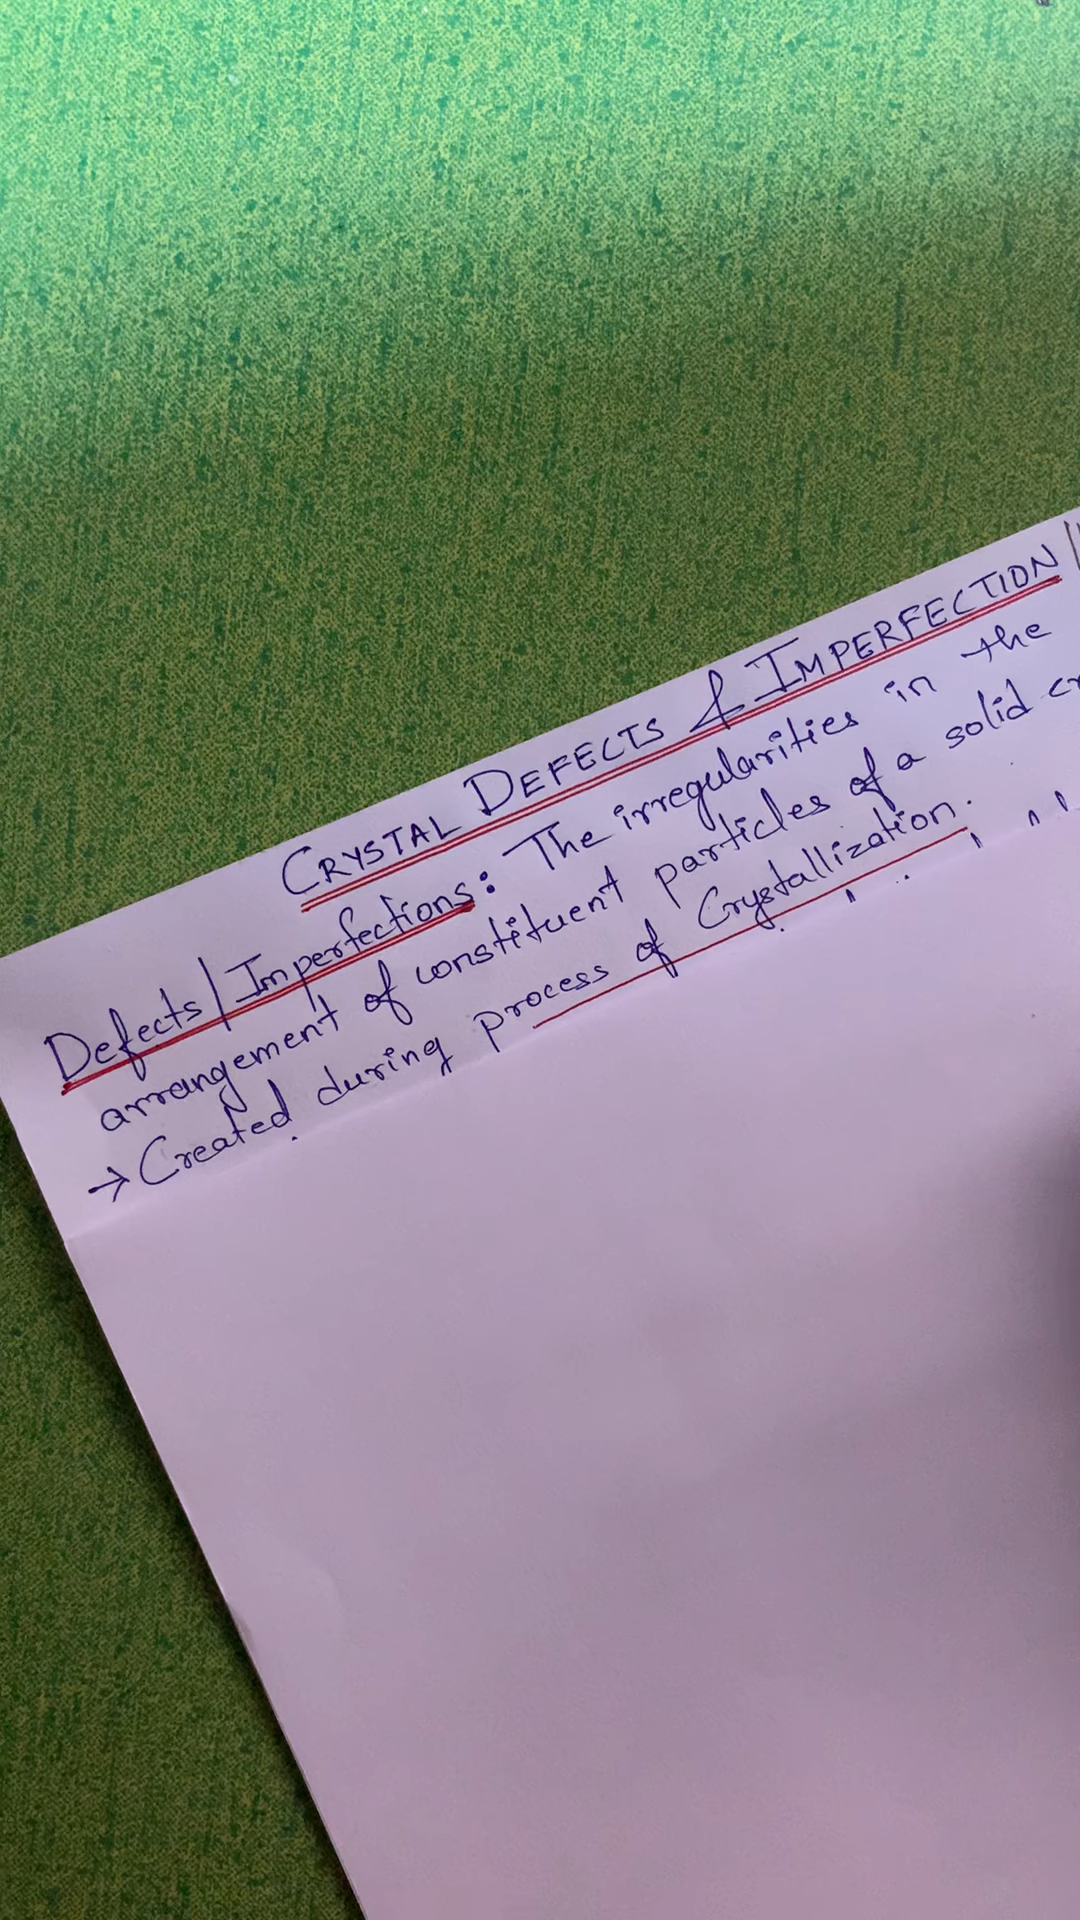 CRYSTAL DEFECTS & IMPERFECTION
Defects/Imperfections: The irregularities in the
arrangement of constituent particles of a solid
→ Created during process of Crystallization.